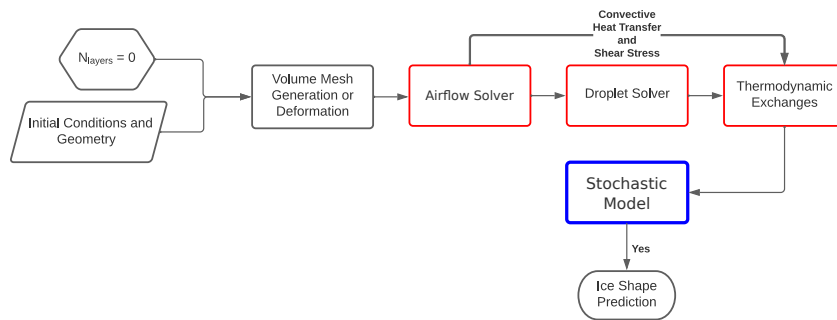 Convective
Heat Transfer
and
Shear Stress
N_layers = 0
Initial Conditions and
Geometry
Volume Mesh
Generation or
Deformation
Airflow Solver
Droplet Solver
Thermodynamic
Exchanges
Stochastic
Model
Yes
Ice Shape
Prediction